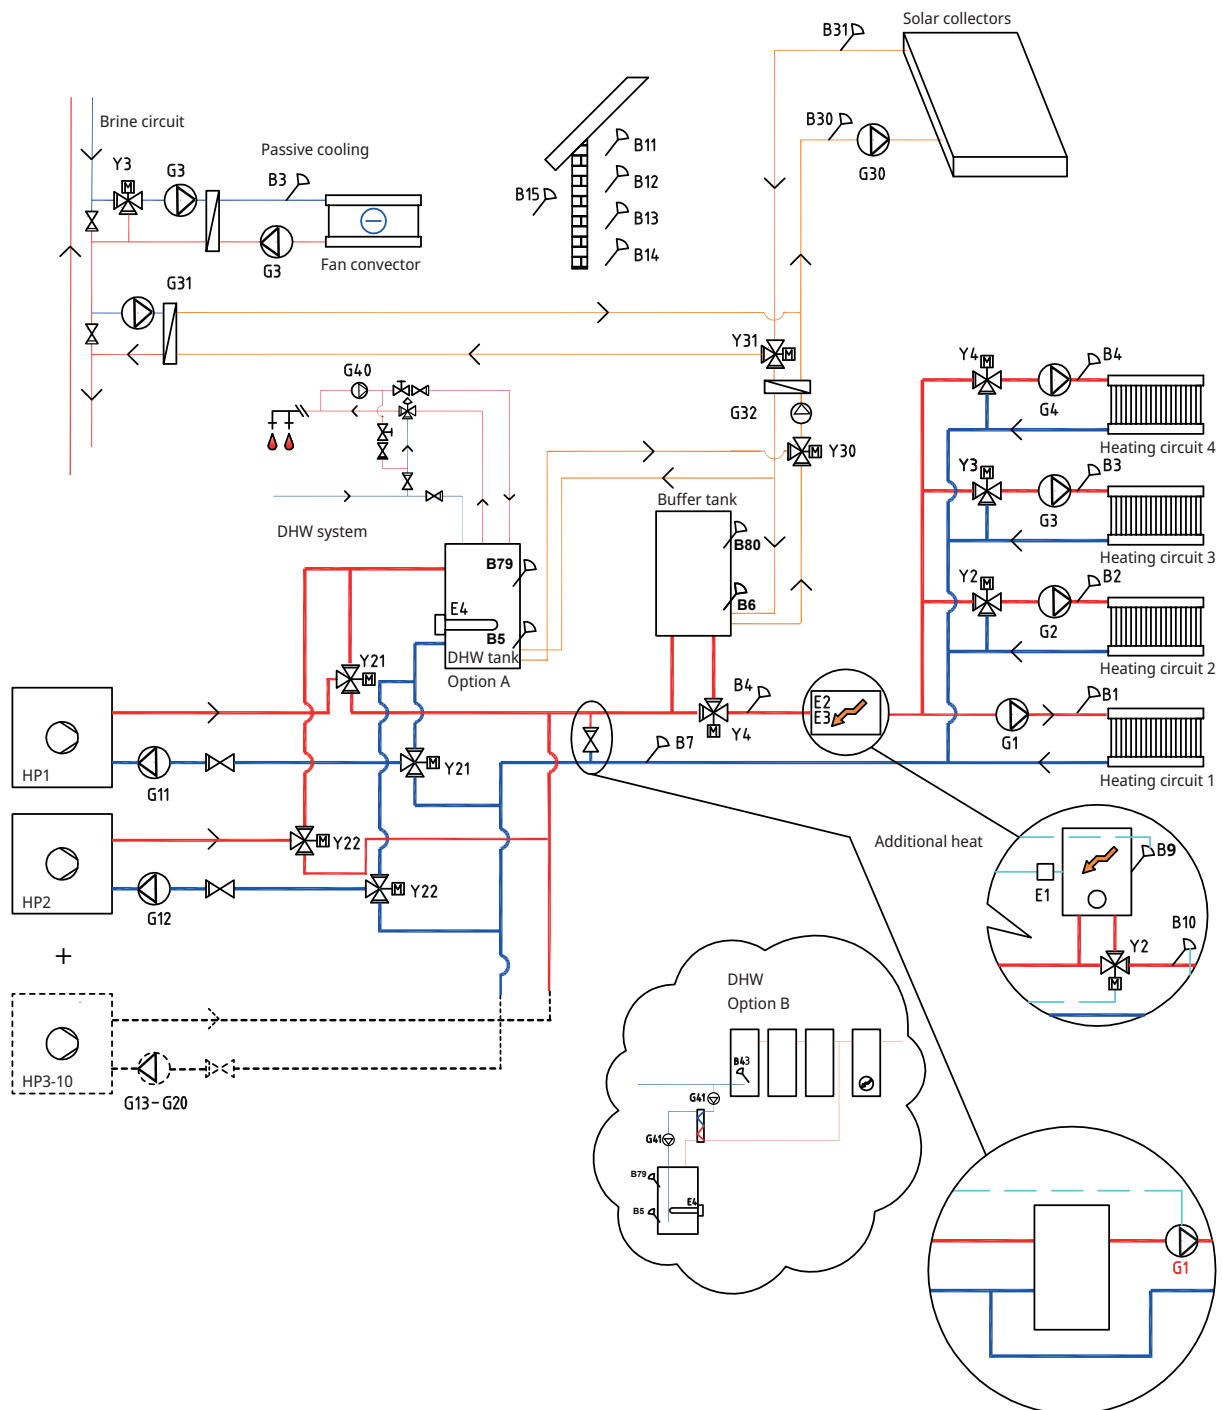 Solar collectors
B31
B30
G30
Brine circuit
Y3
G3
Passive cooling
B3
G3
Fan convector
B11
B12
B13
B14
B15
G31
Y31
M
G32
Y30
M
G40
DHW system
Buffer tank
B80
B6
B79
E4
B5
DHW tank
Option A
Y4
M
G4
B4
Heating circuit 4
Y3
M
G3
B3
Heating circuit 3
Y2
M
G2
B2
Heating circuit 2
G1
B1
Heating circuit 1
Y21
M
HP1
G11
Y21
M
B4
Y4
M
B7
E2
E3
HP2
G12
Y22
M
Y22
M
+
HP3-10
G13-G20
Additional heat
B9
E1
Y2
M
B10
DHW
Option B
B43
G41
G41
B79
B5
E4
G1
M